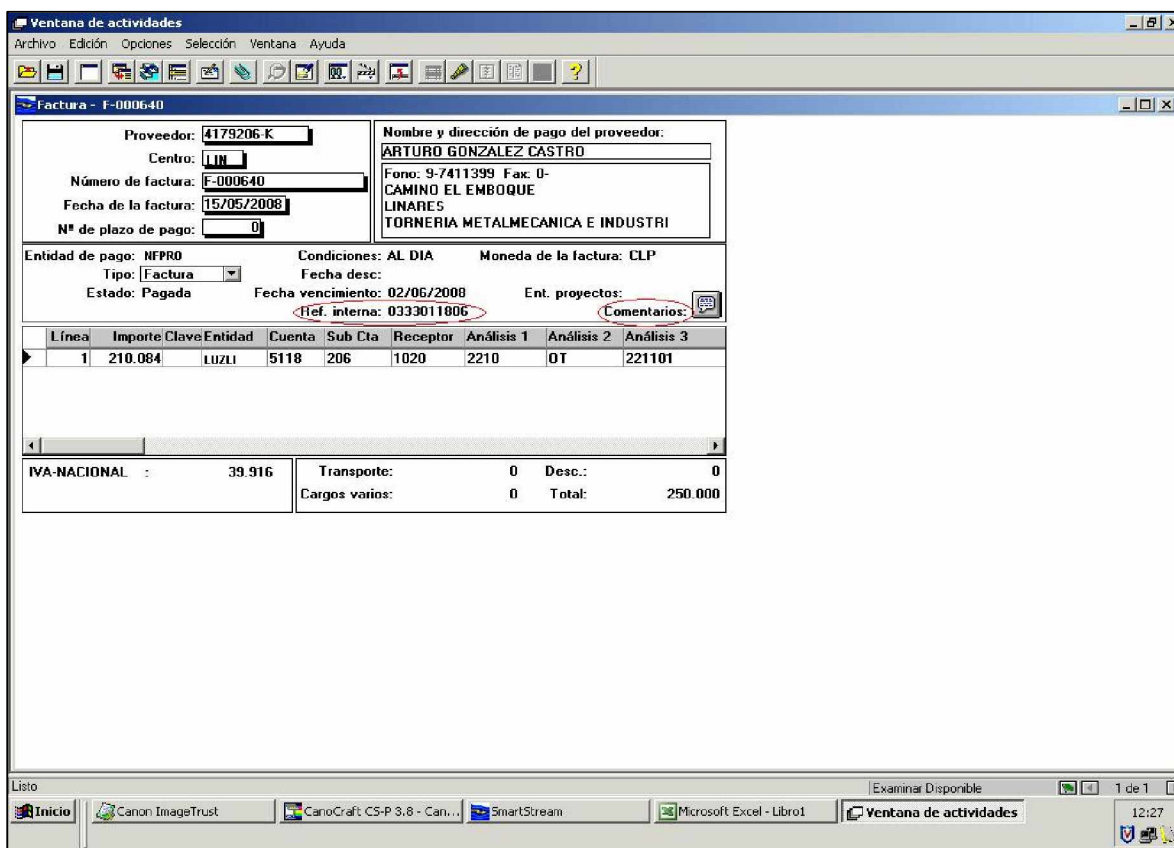 Ventana de actividades
Archivo Edición Opciones Selección Ventana Ayuda
Factura - F-000640
Proveedor: 4179206-K
Centro: LIN
Número de factura: F-000640
Fecha de la factura: 15/05/2008
Nº de plazo de pago: 0
Nombre y dirección de pago del proveedor:
ARTURO GONZALEZ CASTRO
Fono: 9-7411399 Fax: 0-
CAMINO EL EMBOQUE
LINARES
TORNERIA METALMECANICA E INDUSTRI
Entidad de pago: NFPRO Condiciones: AL DIA Moneda de la factura: CLP
Tipo: Factura Fecha desc:
Estado: Pagada Fecha vencimiento: 02/06/2008 Ent. proyectos:
Ref. interna: 0333011806 Comentarios:
Línea Importe Clave Entidad Cuenta Sub Cta Receptor Análisis 1 Análisis 2 Análisis 3
1 210.084 LUZLI 5118 206 1020 2210 OT 221101
IVA-NACIONAL : 39.916 Transporte: 0 Desc.: 0
Cargos varios: 0 Total: 250.000
Listo Examinar Disponible 1 de 1
Inicio Canon ImageTrust CanoCraft CS-P 3.8 - Can... SmartStream Microsoft Excel - Libro1 Ventana de actividades 12:27